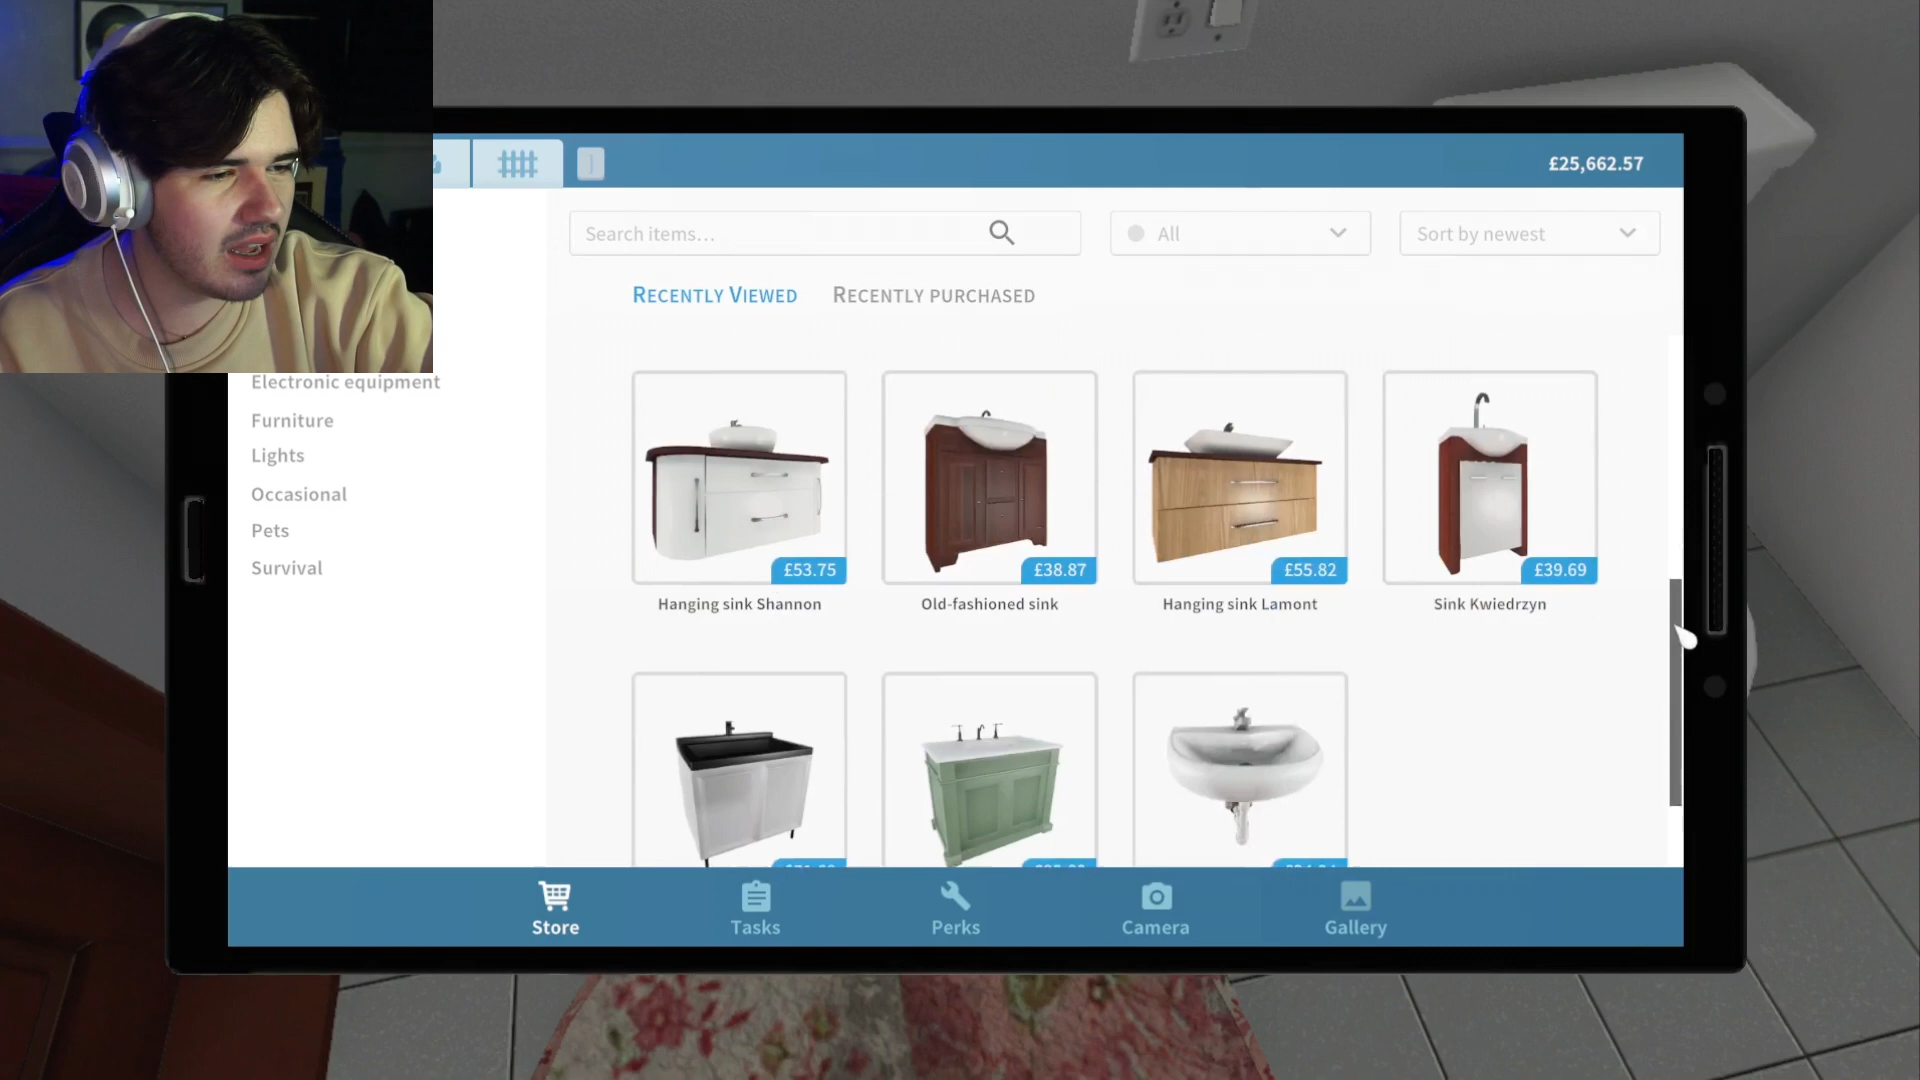 £25,662.57
Search items...
All
Sort by newest
RECENTLY VIEWED
RECENTLY PURCHASED
Electronic equipment
Furniture
Lights
Occasional
Pets
Survival
£53.75
£38.87
£55.82
£39.69
Hanging sink Shannon
Old-fashioned sink
Hanging sink Lamont
Sink Kwiedrzyn
Store
Tasks
Perks
Camera
Gallery